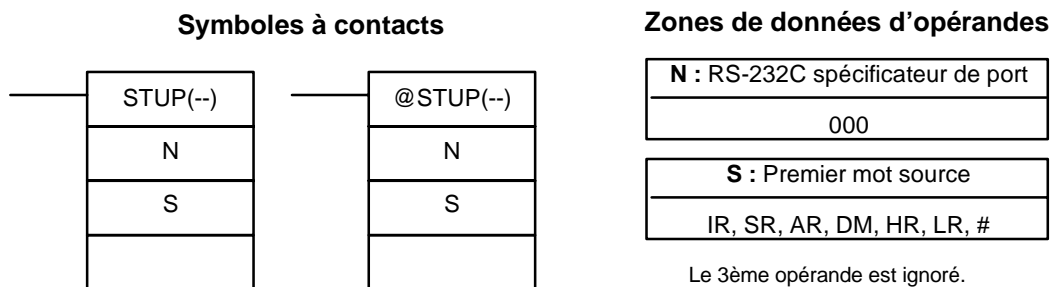 Symboles à contacts
STUP(--)
N
S
@STUP(--)
N
S
Zones de données d'opérandes
N : RS-232C spécificateur de port
000
S : Premier mot source
IR, SR, AR, DM, HR, LR, #
Le 3ème opérande est ignoré.